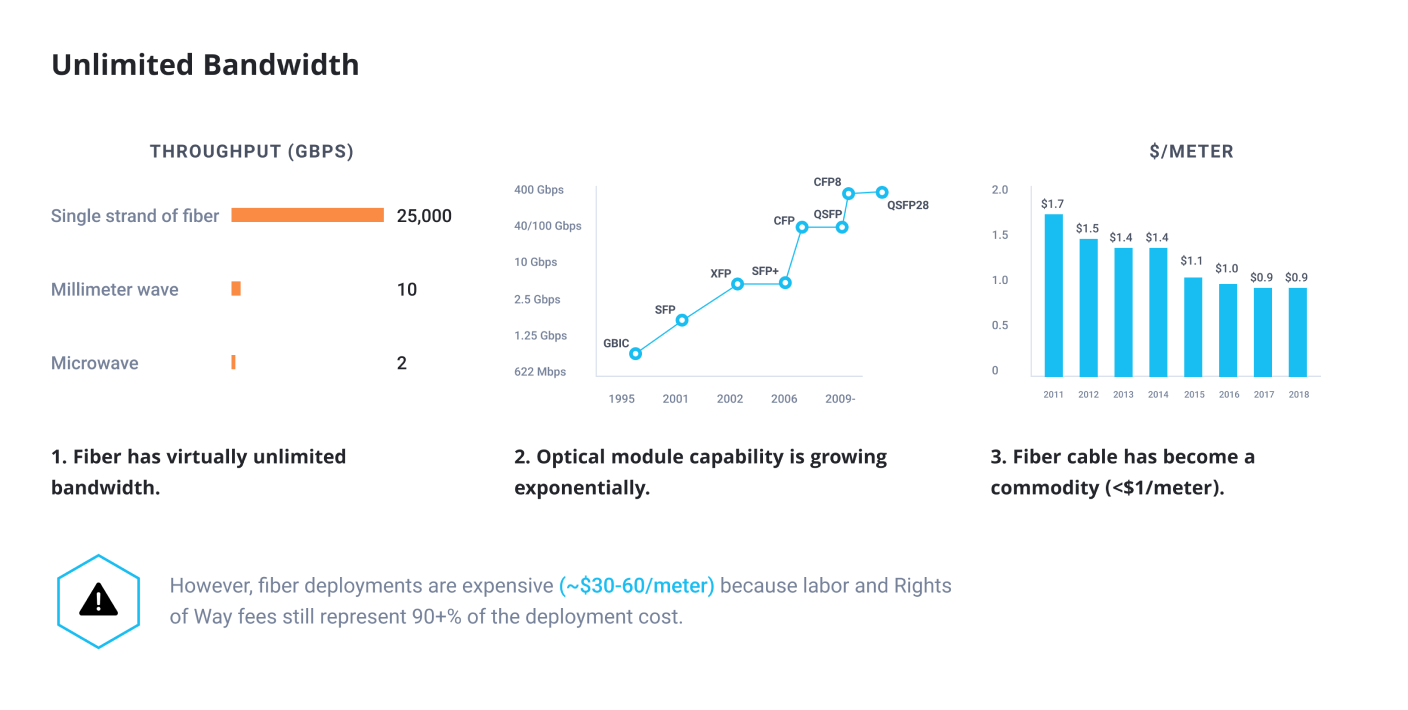 Unlimited Bandwidth
THROUGHPUT (GBPS)
Single strand of fiber 25,000
Millimeter wave 10
Microwave 2
1. Fiber has virtually unlimited
bandwidth.
400 Gbps
40/100 Gbps
10 Gbps
2.5 Gbps
1.25 Gbps
622 Mbps
GBIC
SFP
XFP
SFP+
CFP
QSFP
CFP8
QSFP28
1995 2001 2002 2006 2009-
2. Optical module capability is growing
exponentially.
$/METER
2.0
1.5
1.0
0.5
0
$1.7 $1.5 $1.4 $1.4 $1.1 $1.0 $0.9 $0.9
2011 2012 2013 2014 2015 2016 2017 2018
3. Fiber cable has become a
commodity (<$1/meter).
However, fiber deployments are expensive (~$30-60/meter) because labor and Rights
of Way fees still represent 90+% of the deployment cost.